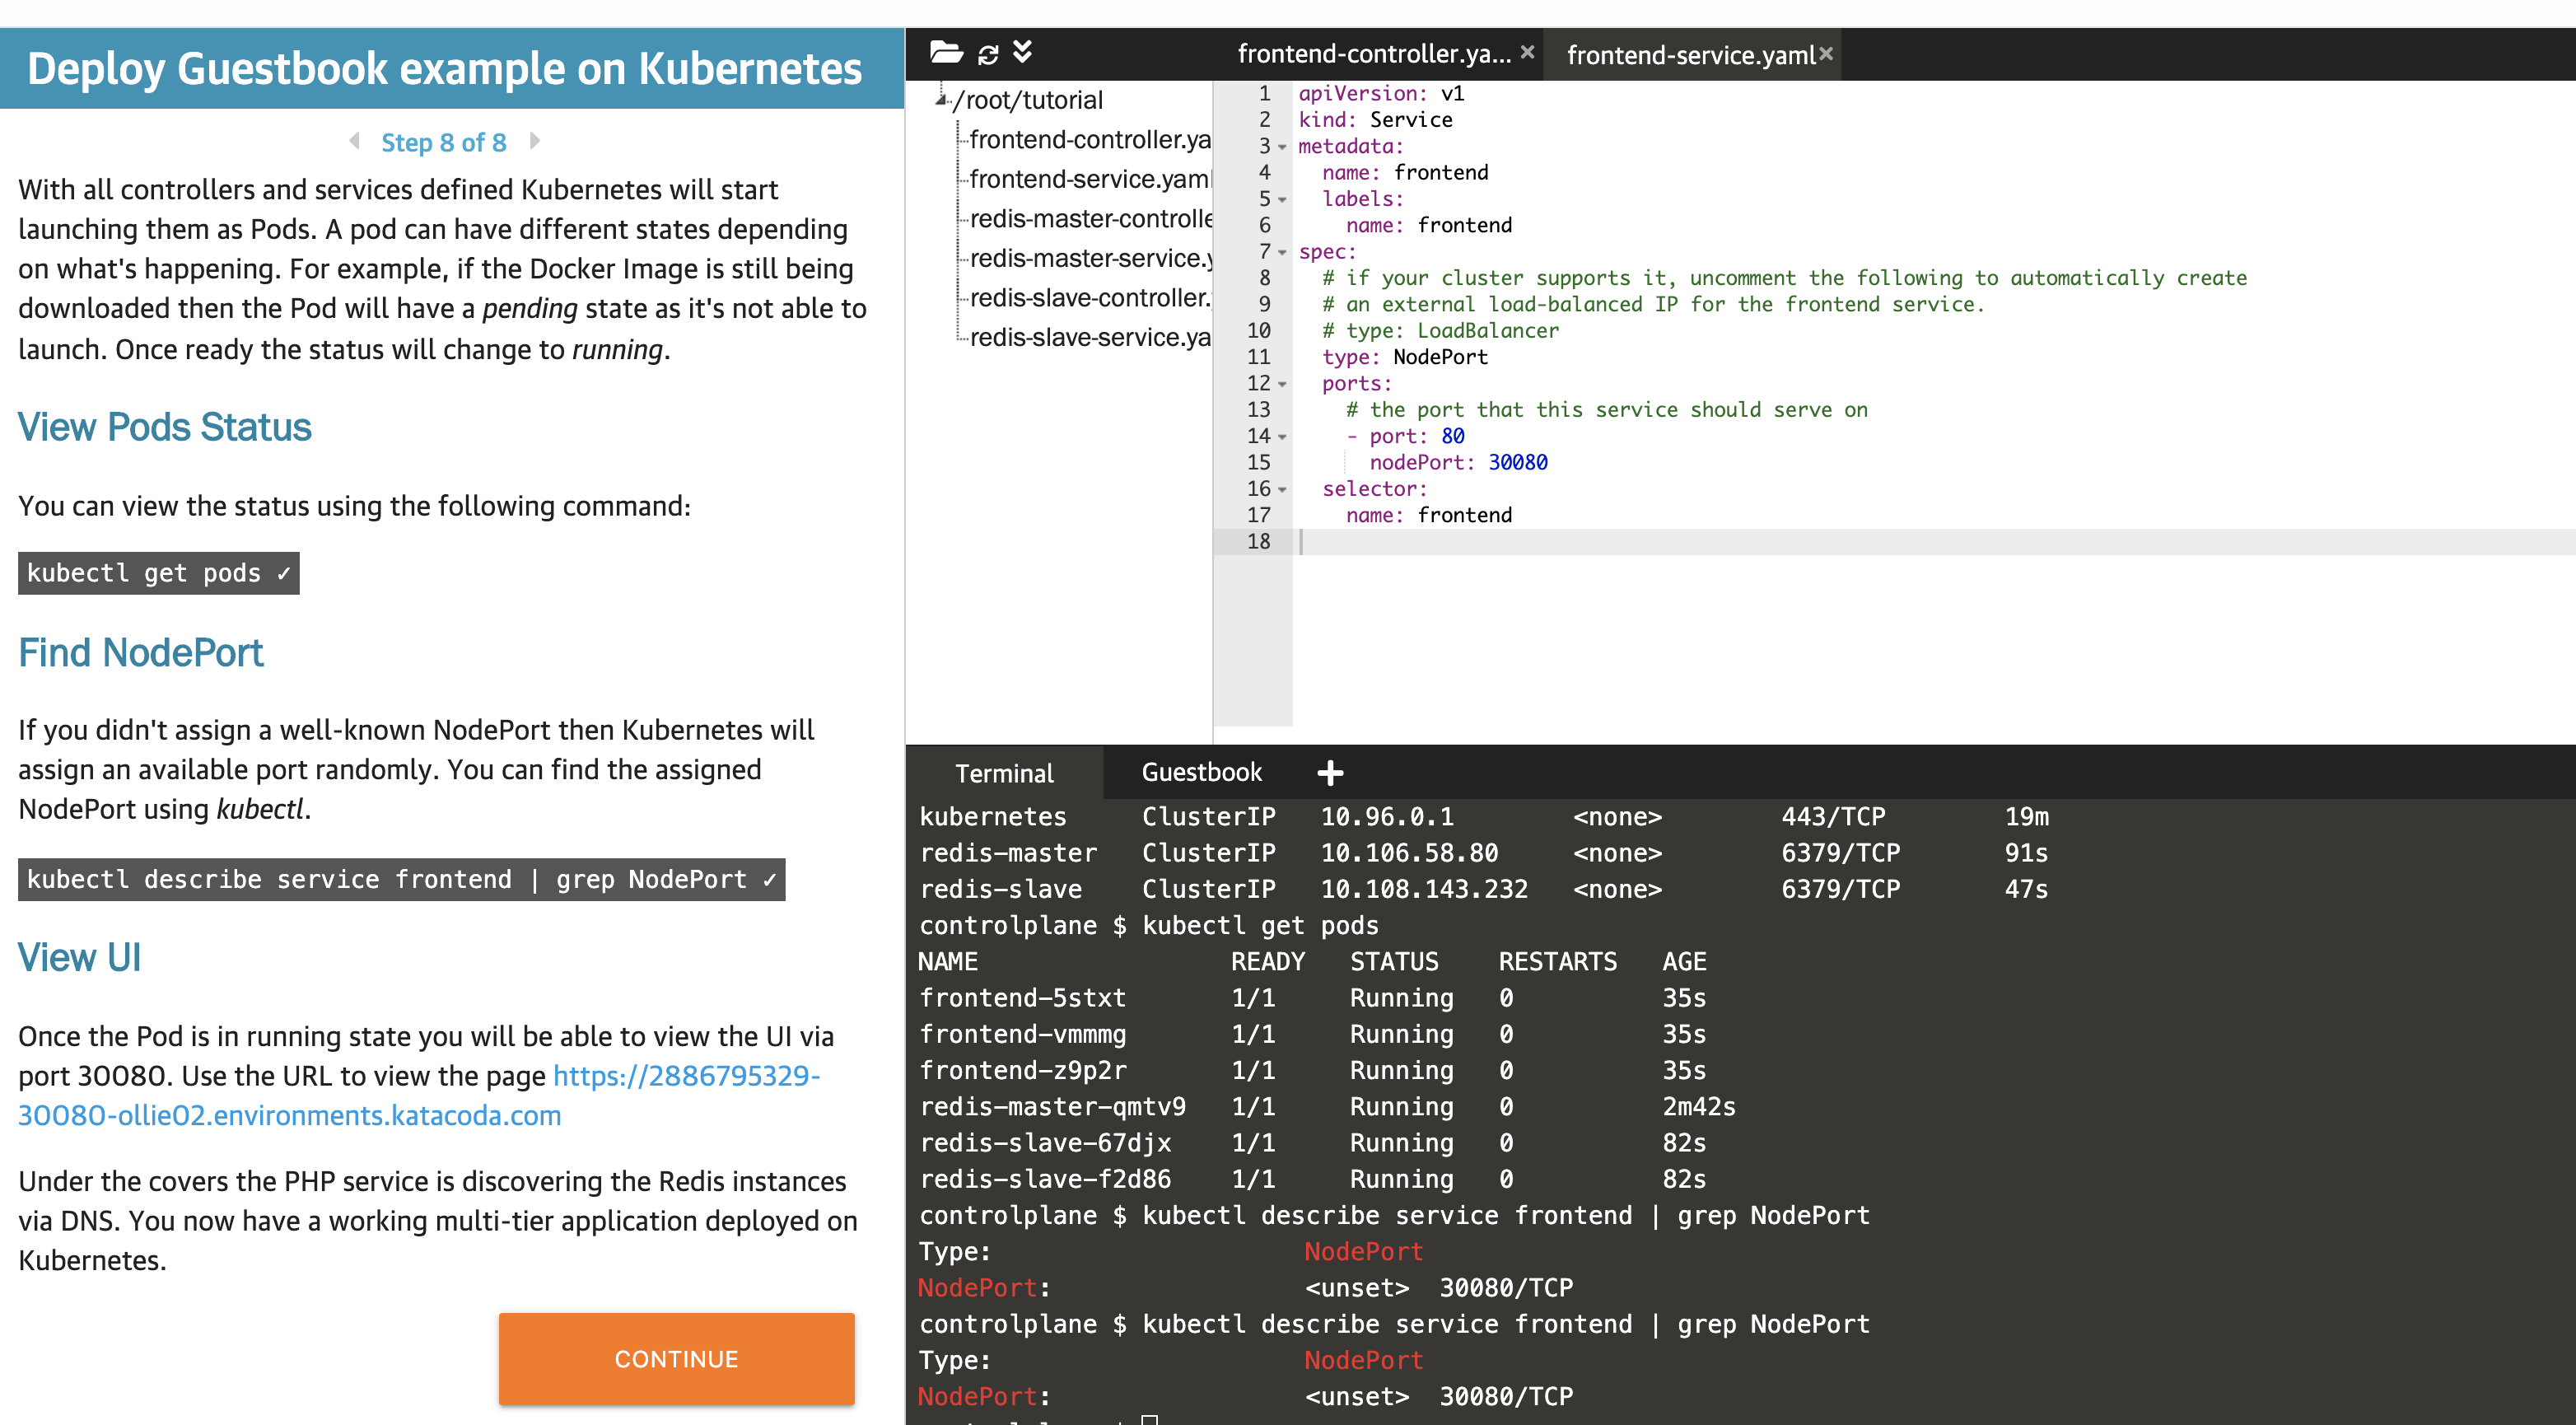 Deploy Guestbook example on Kubernetes
Step 8 of 8
With all controllers and services defined Kubernetes will start
launching them as Pods. A pod can have different states depending
on what's happening. For example, if the Docker Image is still being
downloaded then the Pod will have a pending state as it's not able to
launch. Once ready the status will change to running.
View Pods Status
You can view the status using the following command:
kubectl get pods ✓
Find NodePort
If you didn't assign a well-known NodePort then Kubernetes will
assign an available port randomly. You can find the assigned
NodePort using kubectl.
kubectl describe service frontend | grep NodePort ✓
View UI
Once the Pod is in running state you will be able to view the UI via
port 30080. Use the URL to view the page https://2886795329-
30080-ollie02.environments.katacoda.com
Under the covers the PHP service is discovering the Redis instances
via DNS. You now have a working multi-tier application deployed on
Kubernetes.
CONTINUE
frontend-controller.ya... ×
frontend-service.yaml ×
/root/tutorial
frontend-controller.ya
frontend-service.yaml
redis-master-controlle
redis-master-service.y
redis-slave-controller.
redis-slave-service.ya
1 apiVersion: v1
2 kind: Service
3 metadata:
4 name: frontend
5 labels:
6 name: frontend
7 spec:
8 # if your cluster supports it, uncomment the following to automatically create
9 # an external load-balanced IP for the frontend service.
10 # type: LoadBalancer
11 type: NodePort
12 ports:
13 # the port that this service should serve on
14 - port: 80
15 nodePort: 30080
16 selector:
17 name: frontend
18
Terminal Guestbook +
kubernetes ClusterIP 10.96.0.1 <none> 443/TCP 19m
redis-master ClusterIP 10.106.58.80 <none> 6379/TCP 91s
redis-slave ClusterIP 10.108.143.232 <none> 6379/TCP 47s
controlplane $ kubectl get pods
NAME READY STATUS RESTARTS AGE
frontend-5stxt 1/1 Running 0 35s
frontend-vmmmg 1/1 Running 0 35s
frontend-z9p2r 1/1 Running 0 35s
redis-master-qmtv9 1/1 Running 0 2m42s
redis-slave-67djx 1/1 Running 0 82s
redis-slave-f2d86 1/1 Running 0 82s
controlplane $ kubectl describe service frontend | grep NodePort
Type: NodePort
NodePort: <unset> 30080/TCP
controlplane $ kubectl describe service frontend | grep NodePort
Type: NodePort
NodePort: <unset> 30080/TCP